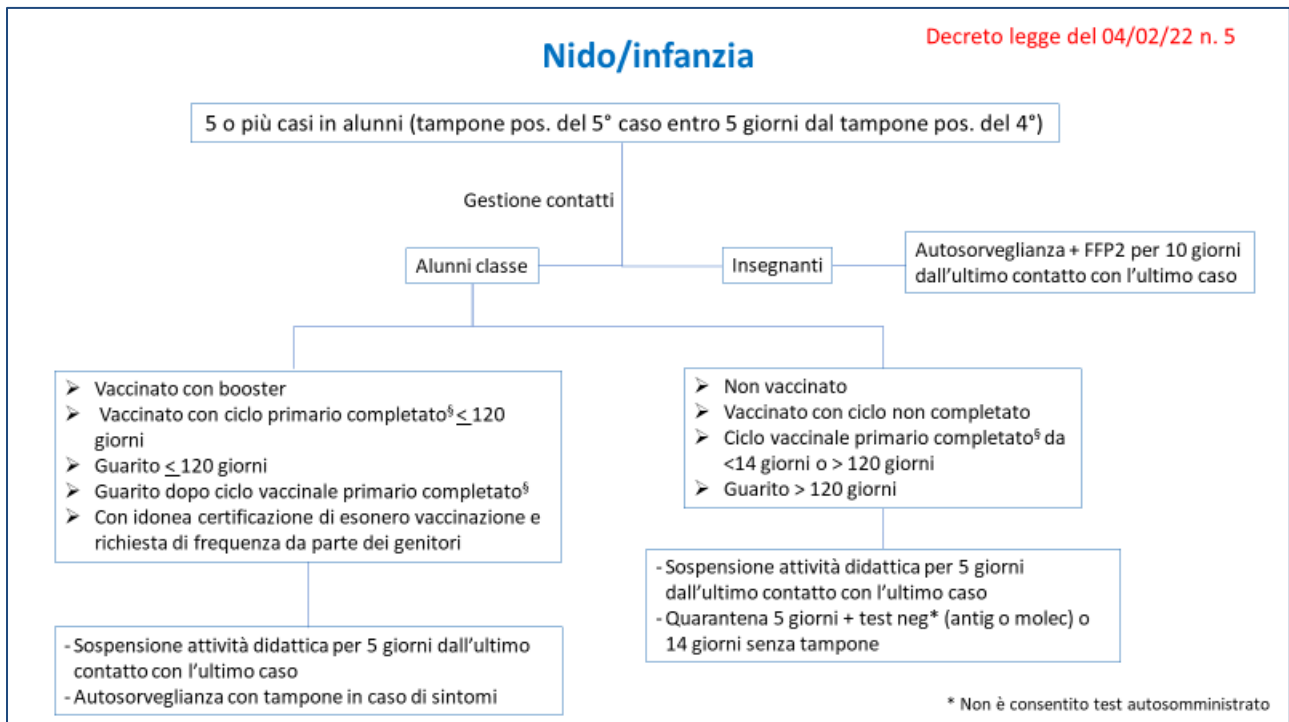 Decreto legge del 04/02/22 n. 5
Nido/infanzia
5 o più casi in alunni (tampone pos. del 5° caso entro 5 giorni dal tampone pos. del 4°)
Gestione contatti
Alunni classe
Insegnanti
Autosorveglianza + FFP2 per 10 giorni
dall'ultimo contatto con l'ultimo caso
➢ Vaccinato con booster
➢ Vaccinato con ciclo primario completato§ < 120
giorni
➢ Guarito < 120 giorni
➢ Guarito dopo ciclo vaccinale primario completato§
➢ Con idonea certificazione di esonero vaccinazione e
richiesta di frequenza da parte dei genitori
➢ Non vaccinato
➢ Vaccinato con ciclo non completato
➢ Ciclo vaccinale primario completato§ da
<14 giorni o > 120 giorni
➢ Guarito > 120 giorni
- Sospensione attività didattica per 5 giorni
dall'ultimo contatto con l'ultimo caso
- Quarantena 5 giorni + test neg* (antig o molec) o
14 giorni senza tampone
- Sospensione attività didattica per 5 giorni dall'ultimo
contatto con l'ultimo caso
- Autosorveglianza con tampone in caso di sintomi
* Non è consentito test autosomministrato